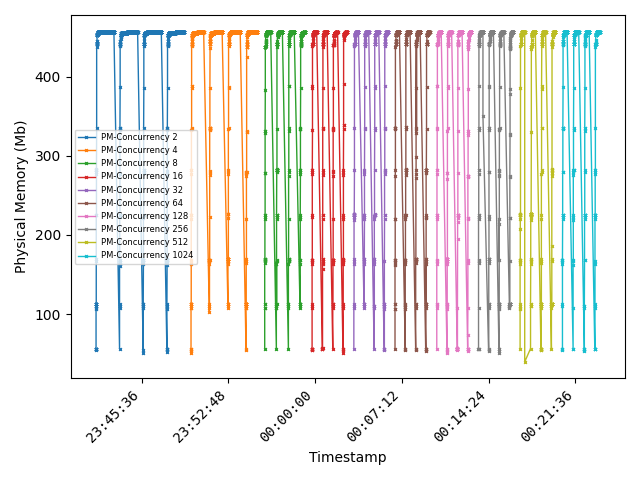 Physical Memory (Mb)
400
300
200
100
PM-Concurrency 2
PM-Concurrency 4
PM-Concurrency 8
PM-Concurrency 16
PM-Concurrency 32
PM-Concurrency 64
PM-Concurrency 128
PM-Concurrency 256
PM-Concurrency 512
PM-Concurrency 1024
23:45:36
23:52:48
00:00:00
00:07:12
00:14:24
00:21:36
Timestamp